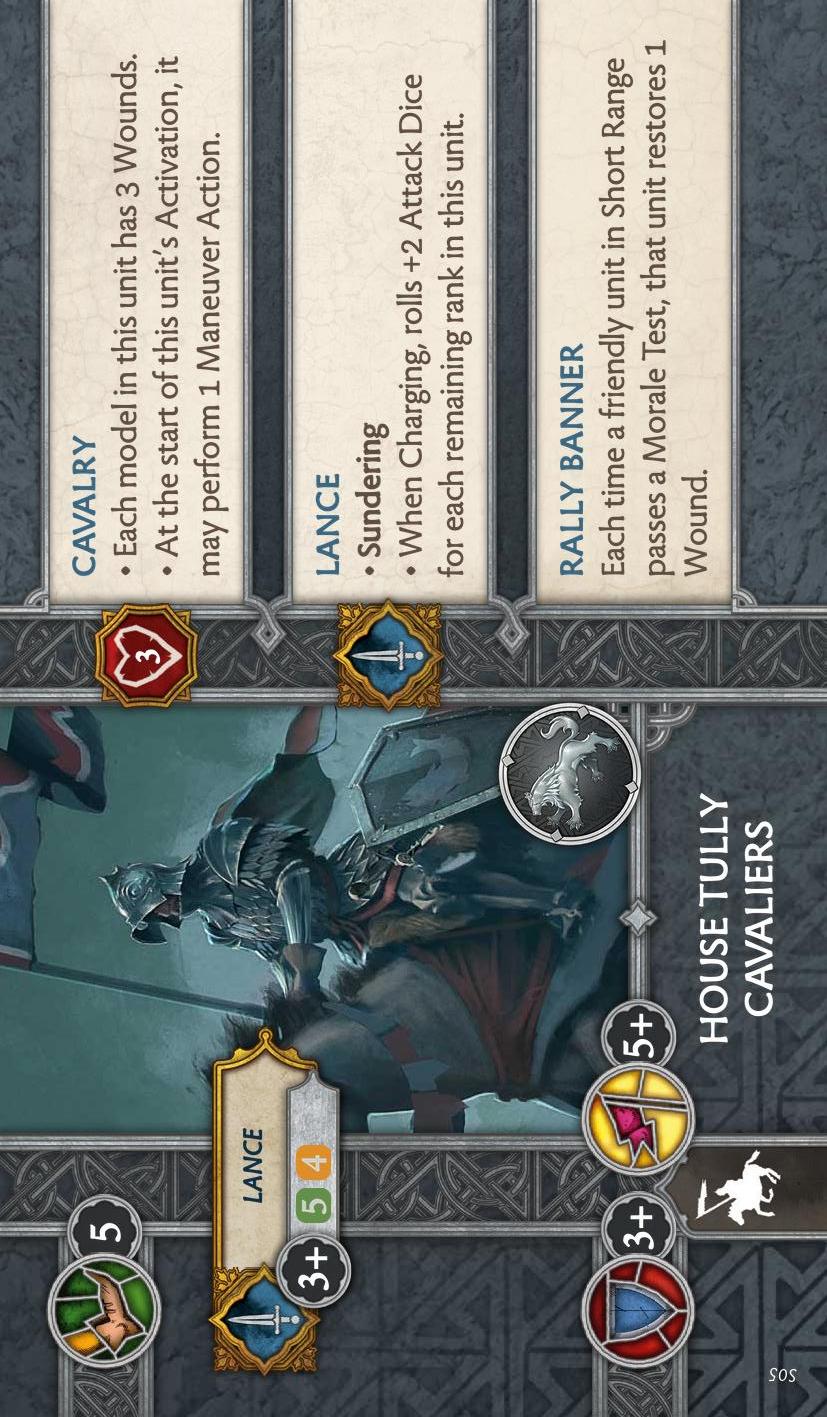 5
LANCE
3+
5 4
3+
5+
HOUSE TULLY
CAVALIERS
SOS
3
CAVALRY
• Each model in this unit has 3 Wounds.
• At the start of this unit's Activation, it
may perform 1 Maneuver Action.
LANCE
• Sundering
• When Charging, rolls +2 Attack Dice
for each remaining rank in this unit.
RALLY BANNER
Each time a friendly unit in Short Range
passes a Morale Test, that unit restores 1
Wound.